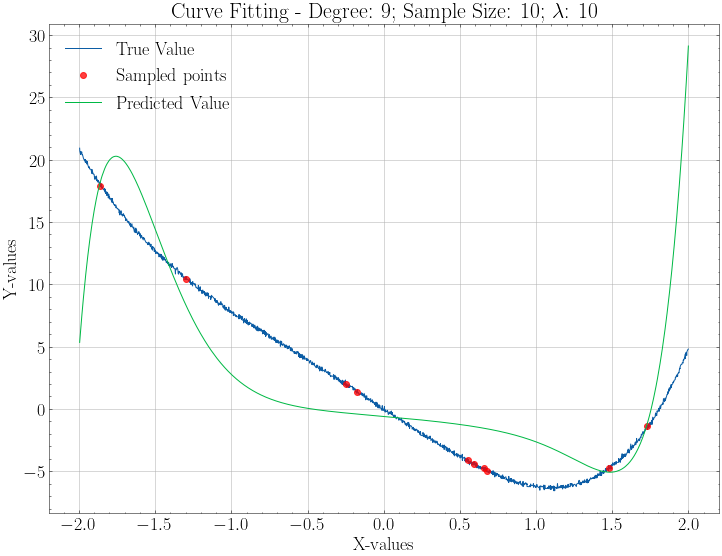 Curve Fitting - Degree: 9; Sample Size: 10; λ: 10
True Value
Sampled points
Predicted Value
30
25
20
15
10
5
0
−5
Y-values
−2.0 −1.5 −1.0 −0.5 0.0 0.5 1.0 1.5 2.0
X-values